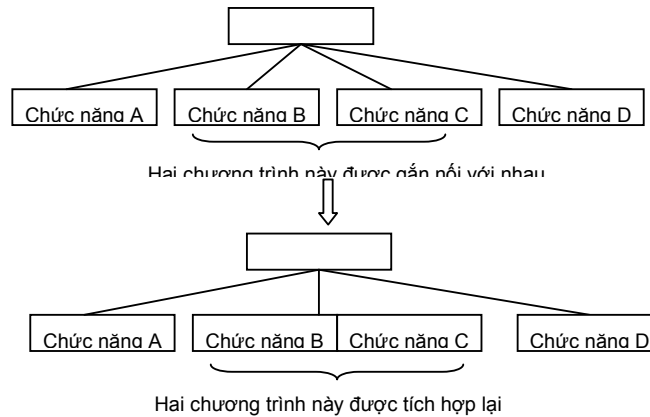 Chức năng A Chức năng B Chức năng C Chức năng D
Hai chương trình này được gắn nối với nhau
Chức năng A Chức năng B Chức năng C Chức năng D
Hai chương trình này được tích hợp lại